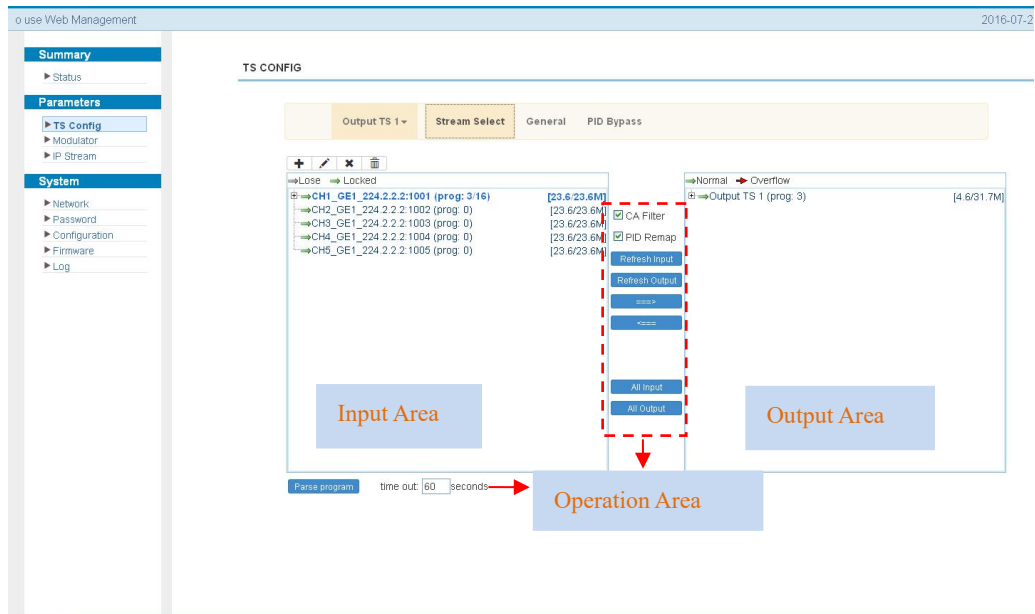 o use Web Management
2016-07-2
Summary
Status
Parameters
TS Config
Modulator
IP Stream
System
Network
Password
Configuration
Firmware
Log
TS CONFIG
Output TS 1
Stream Select
General
PID Bypass
Lose Locked
CH1_GE1_224.2.2.2:1001 (prog: 3/16) [23.6/23.6M]
CH2_GE1_224.2.2.2:1002 (prog: 0) [23.6/23.6M]
CH3_GE1_224.2.2.2:1003 (prog: 0) [23.6/23.6M]
CH4_GE1_224.2.2.2:1004 (prog: 0) [23.6/23.6M]
CH5_GE1_224.2.2.2:1005 (prog: 0) [23.6/23.6M]
CA Filter
PID Remap
Refresh Input
Refresh Output
===>
<===
All Input
All Output
Normal Overflow
Output TS 1 (prog: 3) [4.6/31.7M]
Input Area
Output Area
Parse program time out: 60 seconds
Operation Area